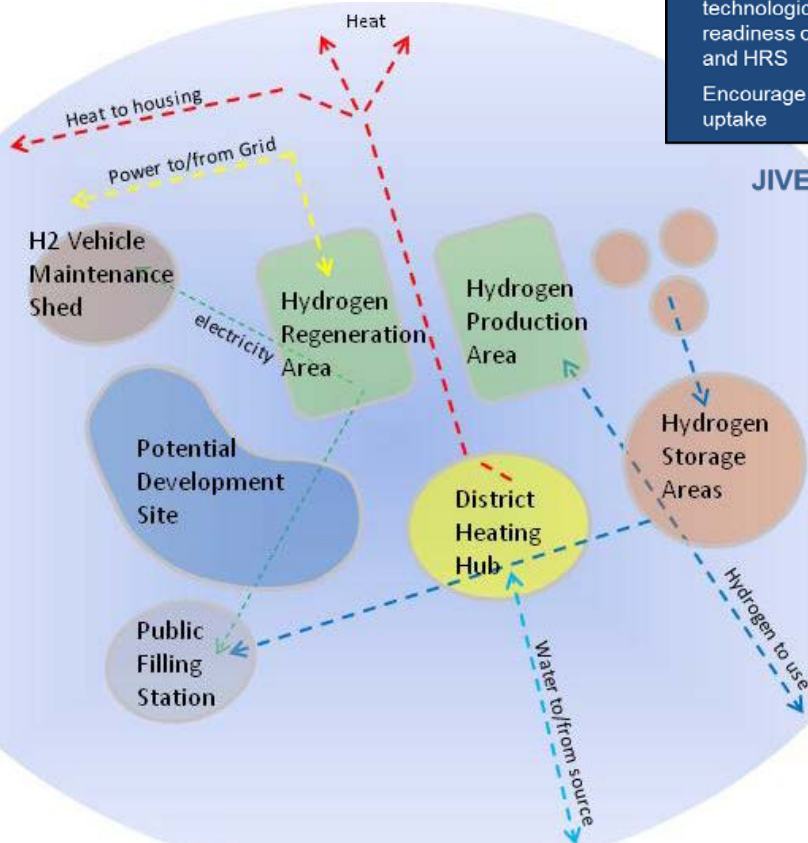 technologic
readiness o
and HRS
Encourage
uptake
JIVE
Heat
Heat to housing
Power to/from Grid
H2 Vehicle
Maintenance
Shed
electricity
Hydrogen
Regeneration
Area
Hydrogen
Production
Area
Hydrogen
Storage
Areas
Potential
Development
Site
District
Heating
Hub
Public
Filling
Station
Water to/from source
Hydrogen to use